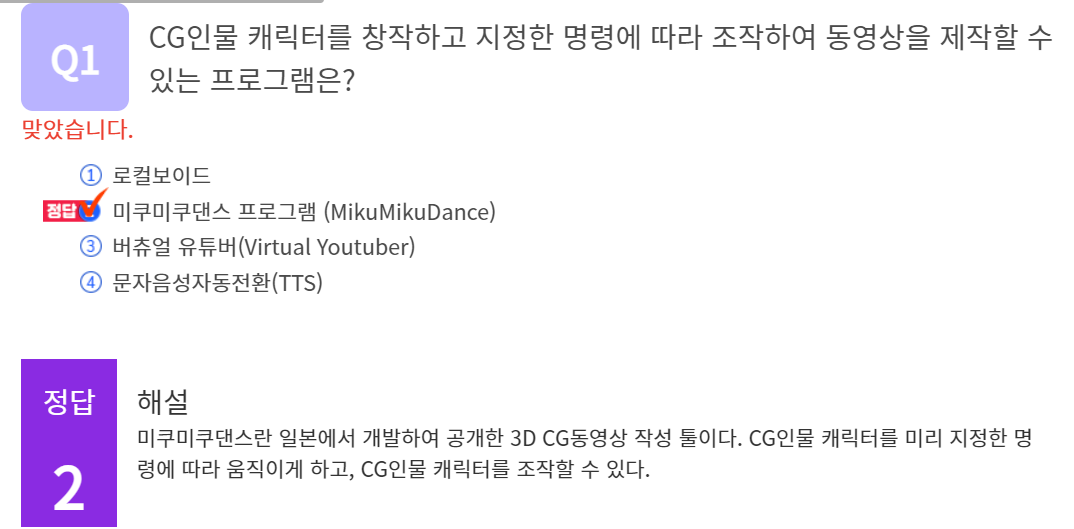 Q1
CG인물 캐릭터를 창작하고 지정한 명령에 따라 조작하여 동영상을 제작할 수
있는 프로그램은?
맞았습니다.
① 로컬보이드
정답 미쿠미쿠댄스 프로그램 (MikuMikuDance)
③ 버츄얼 유튜버(Virtual Youtuber)
④ 문자음성자동전환(TTS)
정답
2
해설
미쿠미쿠댄스란 일본에서 개발하여 공개한 3D CG동영상 작성 툴이다. CG인물 캐릭터를 미리 지정한 명
령에 따라 움직이게 하고, CG인물 캐릭터를 조작할 수 있다.